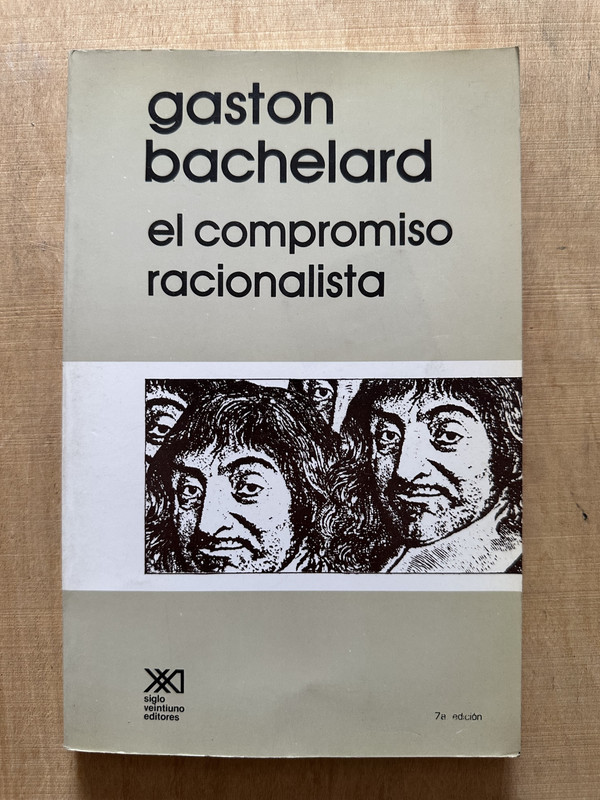 gaston
bachelard
el compromiso
racionalista
siglo
veintiuno
editores
7a. edición